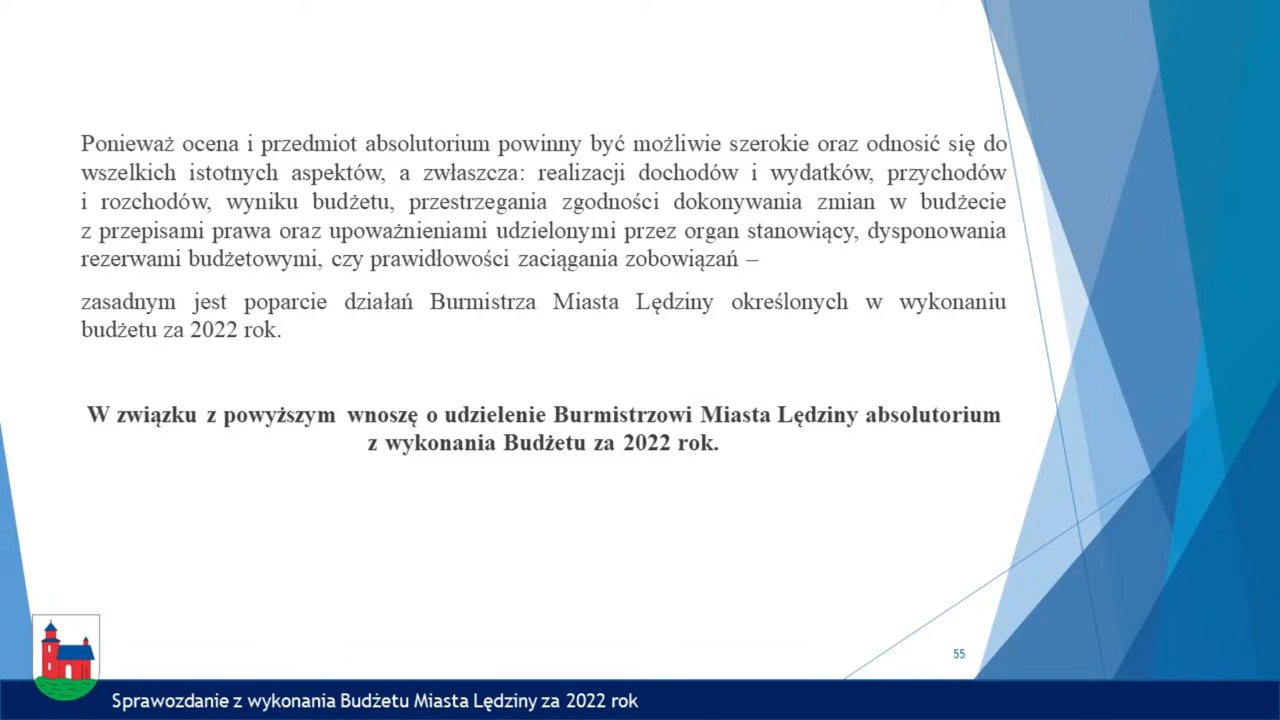 Ponieważ ocena i przedmiot absolutorium powinny być możliwie szerokie oraz odnosić się do
wszelkich istotnych aspektów, a zwłaszcza: realizacji dochodów i wydatków, przychodów
i rozchodów, wyniku budżetu, przestrzegania zgodności dokonywania zmian w budżecie
z przepisami prawa oraz upoważnieniami udzielonymi przez organ stanowiący, dysponowania
rezerwami budżetowymi, czy prawidłowości zaciągania zobowiązań –
zasadnym jest poparcie działań Burmistrza Miasta Lędziny określonych w wykonaniu
budżetu za 2022 rok.
W związku z powyższym wnoszę o udzielenie Burmistrzowi Miasta Lędziny absolutorium
z wykonania Budżetu za 2022 rok.
55
Sprawozdanie z wykonania Budżetu Miasta Lędziny za 2022 rok